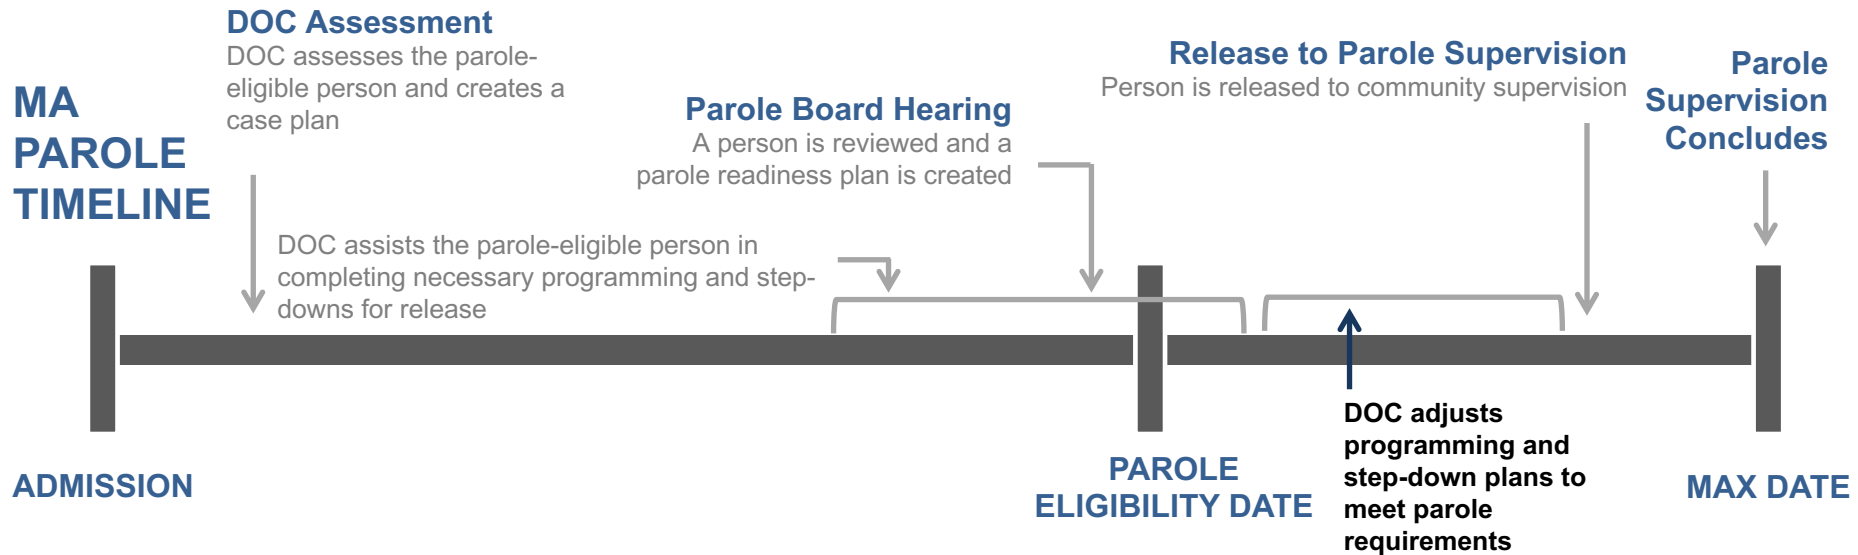 MA
PAROLE
TIMELINE
DOC Assessment
DOC assesses the parole-
eligible person and creates a
case plan
DOC assists the parole-eligible person in
completing necessary programming and step-
downs for release
Parole Board Hearing
A person is reviewed and a
parole readiness plan is created
Release to Parole Supervision
Person is released to community supervision
Parole
Supervision
Concludes
ADMISSION
PAROLE
ELIGIBILITY DATE
DOC adjusts
programming and
step-down plans to
meet parole
requirements
MAX DATE